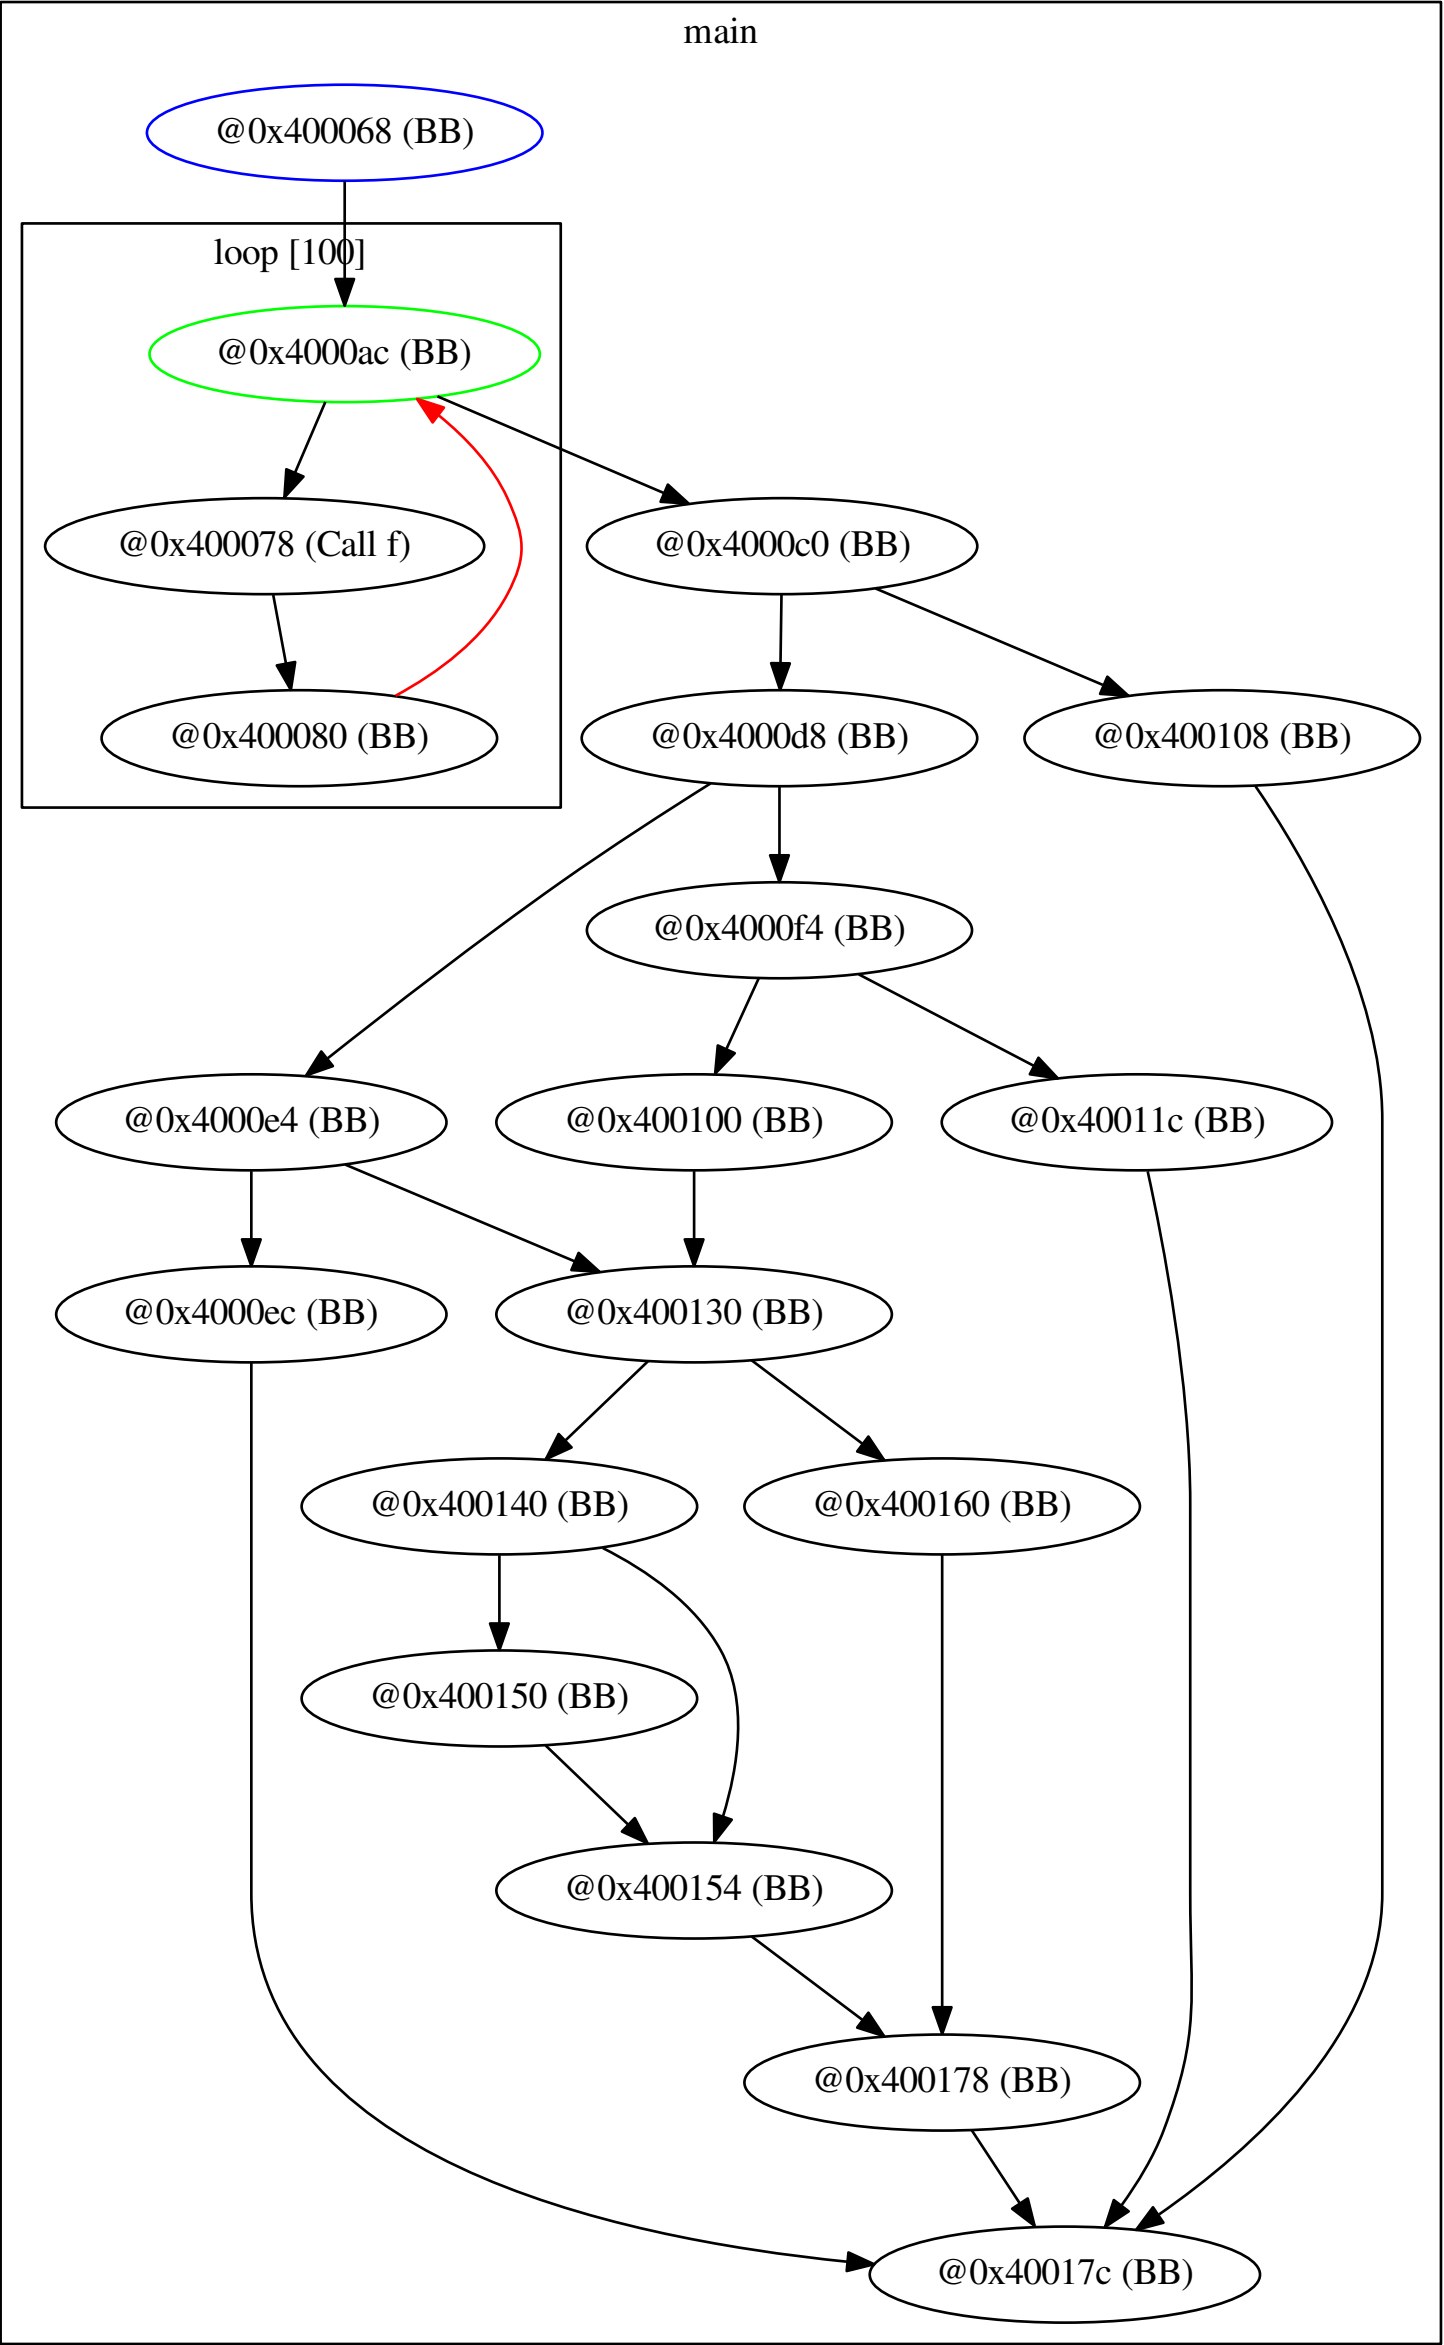 main
@0x400068 (BB)
loop [100]
@0x4000ac (BB)
@0x400078 (Call f)
@0x4000c0 (BB)
@0x400080 (BB)
@0x4000d8 (BB)
@0x400108 (BB)
@0x4000f4 (BB)
@0x4000e4 (BB)
@0x400100 (BB)
@0x40011c (BB)
@0x4000ec (BB)
@0x400130 (BB)
@0x400140 (BB)
@0x400160 (BB)
@0x400150 (BB)
@0x400154 (BB)
@0x400178 (BB)
@0x40017c (BB)